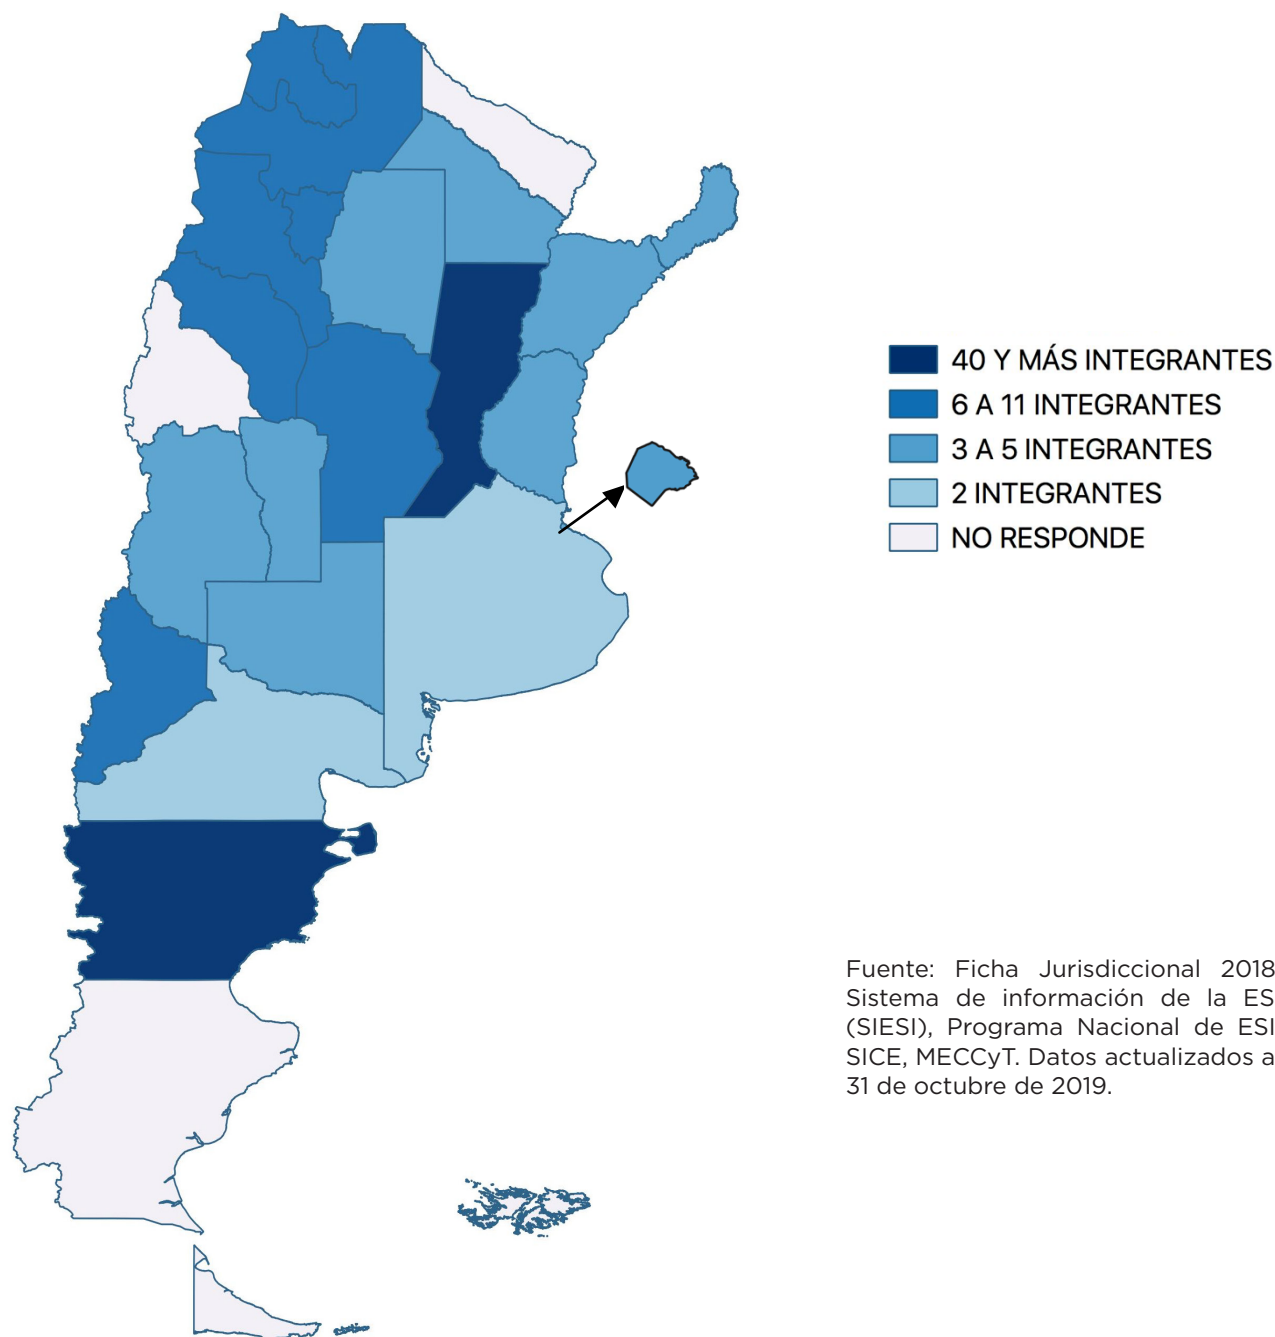 40 Y MÁS INTEGRANTES
6 A 11 INTEGRANTES
3 A 5 INTEGRANTES
2 INTEGRANTES
NO RESPONDE
Fuente: Ficha Jurisdiccional 2018
Sistema de información de la ES
(SIESI), Programa Nacional de ESI
SICE, MECCyT. Datos actualizados a
31 de octubre de 2019.